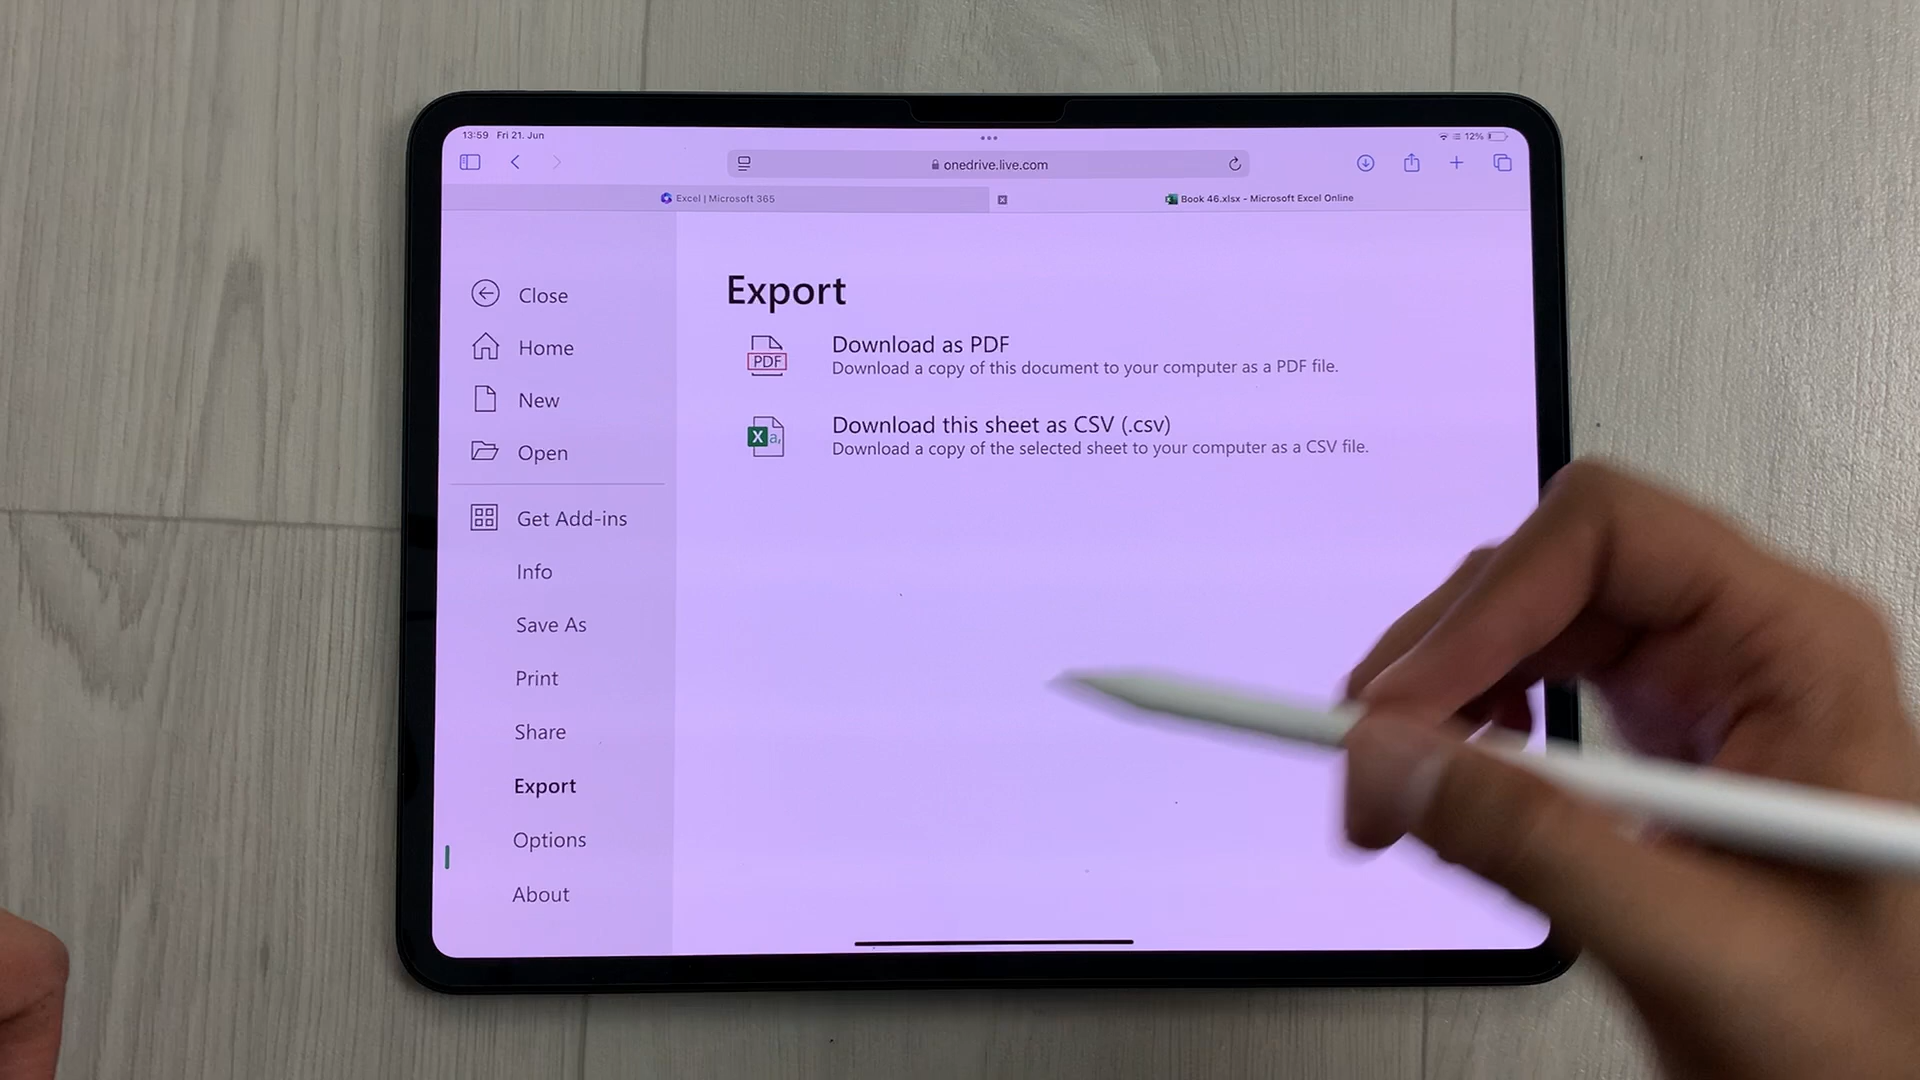 13:59 Fri 21. Jun
12%
onedrive.live.com
Excel | Microsoft 365
Book 46.xlsx - Microsoft Excel Online
Close
Home
New
Open
Get Add-ins
Info
Save As
Print
Share
Export
Options
About
Export
PDF
Download as PDF
Download a copy of this document to your computer as a PDF file.
X a,
Download this sheet as CSV (.csv)
Download a copy of the selected sheet to your computer as a CSV file.